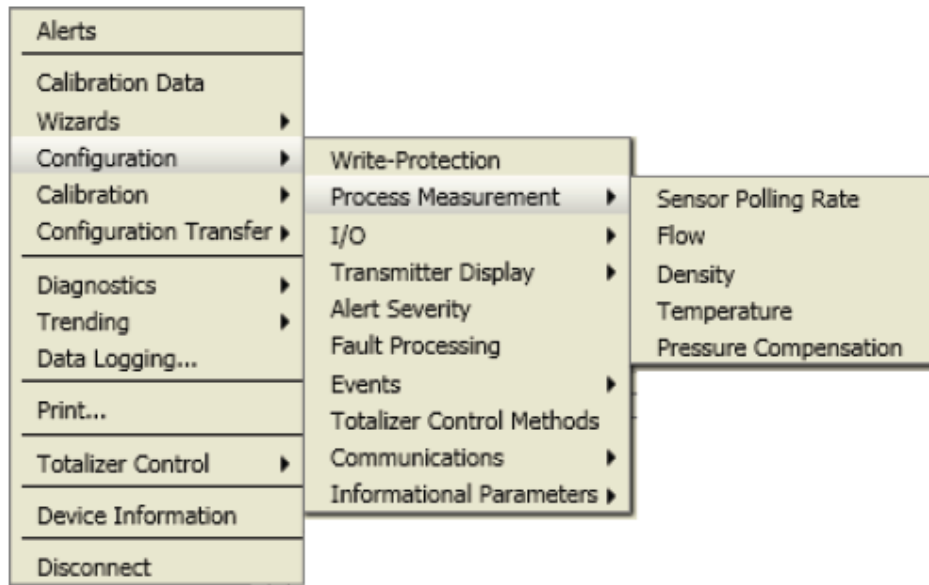 Alerts
Calibration Data
Wizards
Configuration
Calibration
Configuration Transfer
Diagnostics
Trending
Data Logging...
Print...
Totalizer Control
Device Information
Disconnect
Write-Protection
Process Measurement
I/O
Transmitter Display
Alert Severity
Fault Processing
Events
Totalizer Control Methods
Communications
Informational Parameters
Sensor Polling Rate
Flow
Density
Temperature
Pressure Compensation